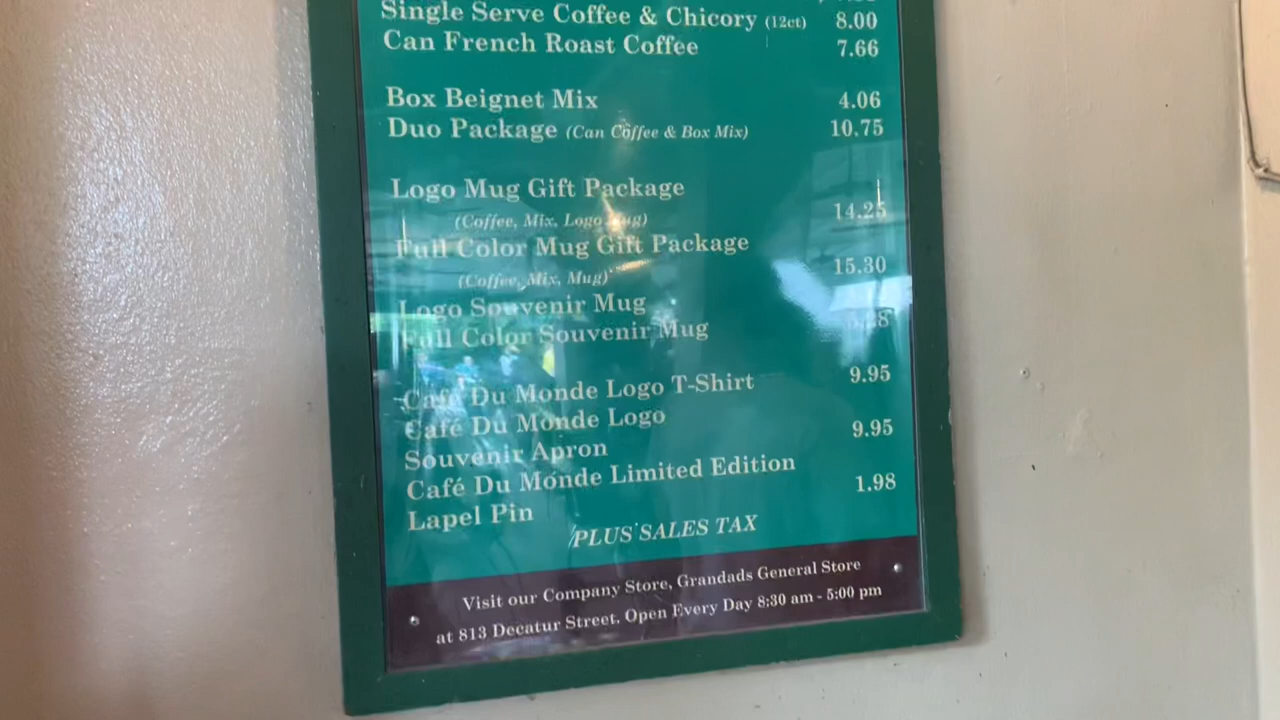 Single Serve Coffee & Chicory (12ct) 8.00
Can French Roast Coffee 7.66
Box Beignet Mix 4.06
Duo Package (Can Coffee & Box Mix) 10.75
Logo Mug Gift Package
(Coffee, Mix, Logo Mug) 14.25
Full Color Mug Gift Package
(Coffee, Mix, Mug) 15.30
Logo Souvenir Mug
Full Color Souvenir Mug
Café Du Monde Logo T-Shirt 9.95
Café Du Monde Logo
Souvenir Apron 9.95
Café Du Monde Limited Edition
Lapel Pin 1.98
PLUS SALES TAX
Visit our Company Store, Grandads General Store
at 813 Decatur Street. Open Every Day 8:30 am - 5:00 pm